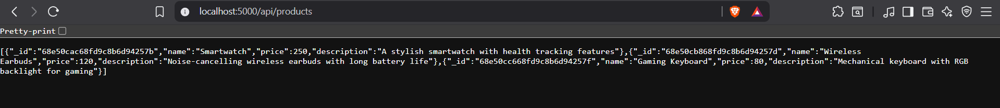 localhost:5000/api/products
Pretty-print
[{"_id":"68e50cac68fd9c8b6d94257b","name":"Smartwatch","price":250,"description":"A stylish smartwatch with health tracking features"},{"_id":"68e50cb868fd9c8b6d94257d","name":"Wireless
Earbuds","price":120,"description":"Noise-cancelling wireless earbuds with long battery life"},{"_id":"68e50cc668fd9c8b6d94257f","name":"Gaming Keyboard","price":80,"description":"Mechanical keyboard with RGB
backlight for gaming"}]